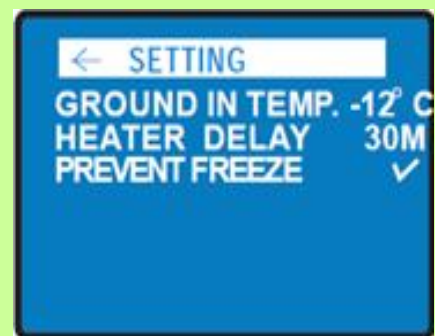 ← SETTING
GROUND IN TEMP. -12° C
HEATER DELAY 30M
PREVENT FREEZE ✓